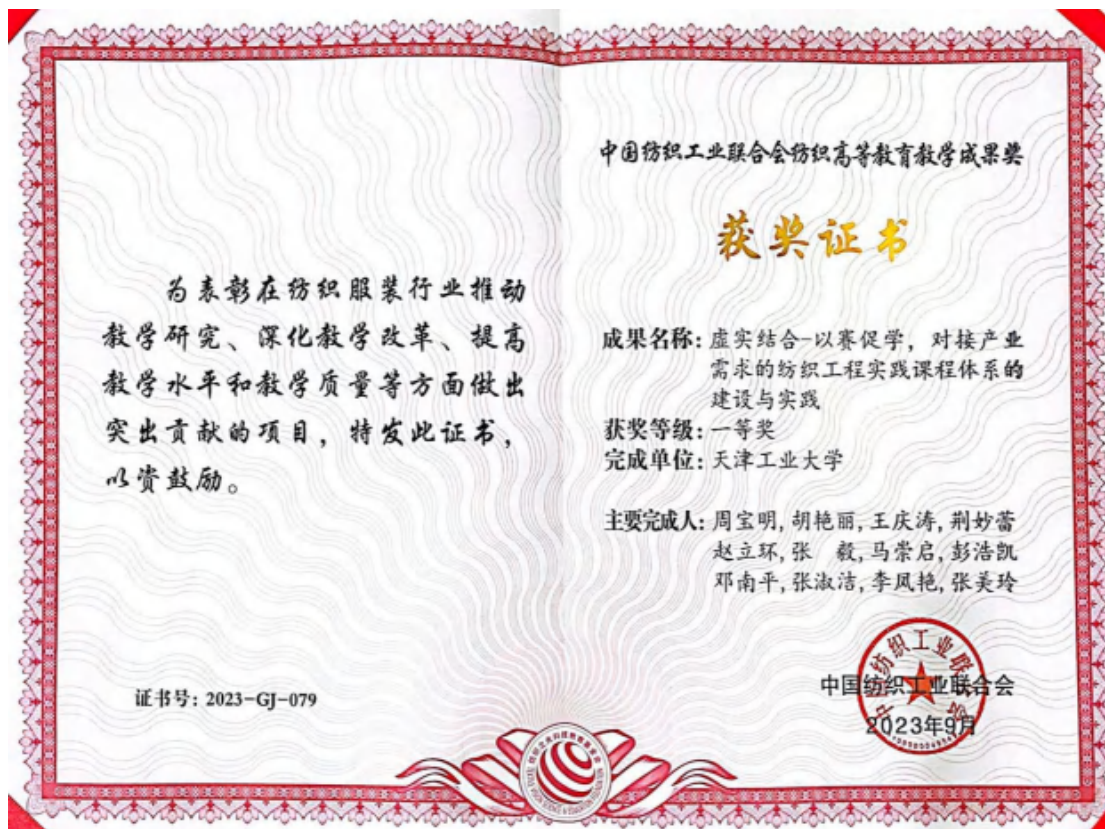 为表彰在纺织服装行业推动
教学研究、深化教学改革、提高
教学水平和教学质量等方面做出
突出贡献的项目，特发此证书，
以资鼓励。
证书号：2023-GJ-079
中国纺织工业联合会纺织高等教育教学成果奖
获奖证书
成果名称：虚实结合-以赛促学，对接产业
需求的纺织工程实践课程体系的
建设与实践
获奖等级：一等奖
完成单位：天津工业大学
主要完成人：周宝明，胡艳丽，王庆涛，荆妙蕾
赵立环，张　毅，马崇启，彭浩凯
邓南平，张淑洁，李凤艳，张美玲
中国纺织工业联合会
2023年9月
中国纺织工业联合会